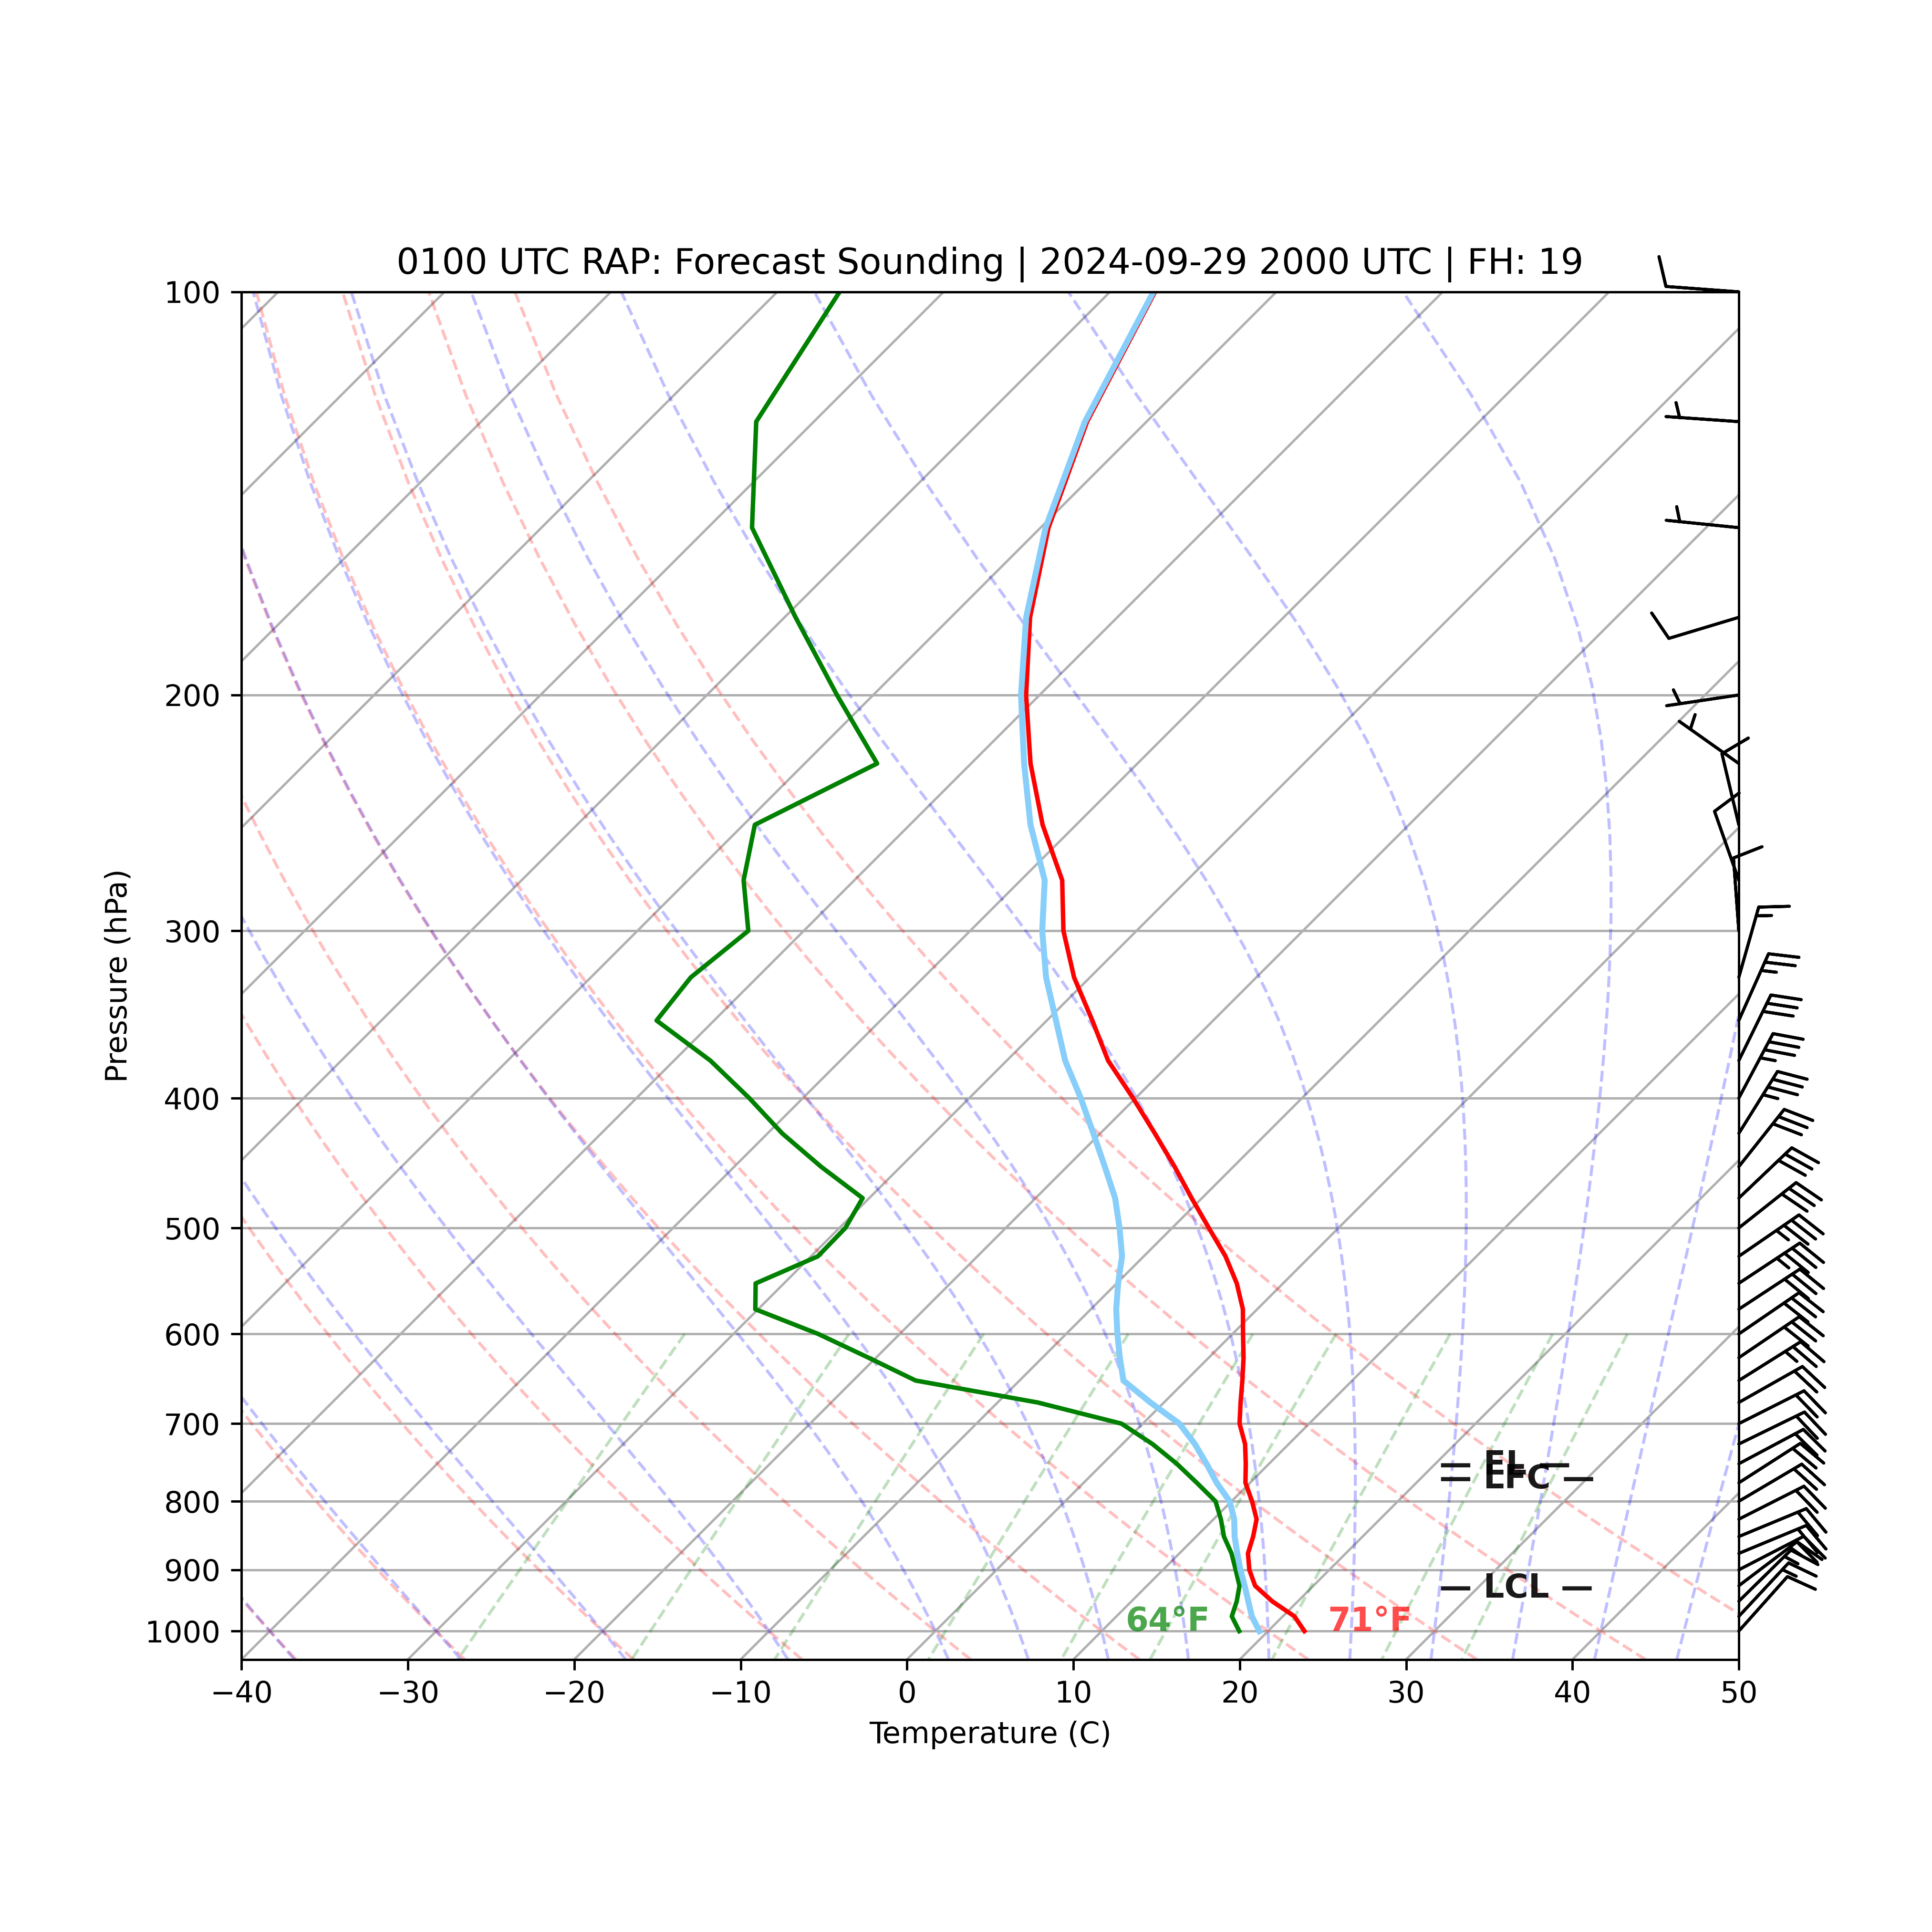 0100 UTC RAP: Forecast Sounding | 2024-09-29 2000 UTC | FH: 19
100
200
300
400
500
600
700
800
900
1000
Pressure (hPa)
— EL —
— LFC —
— LCL —
64°F
71°F
−40
−30
−20
−10
0
10
20
30
40
50
Temperature (C)